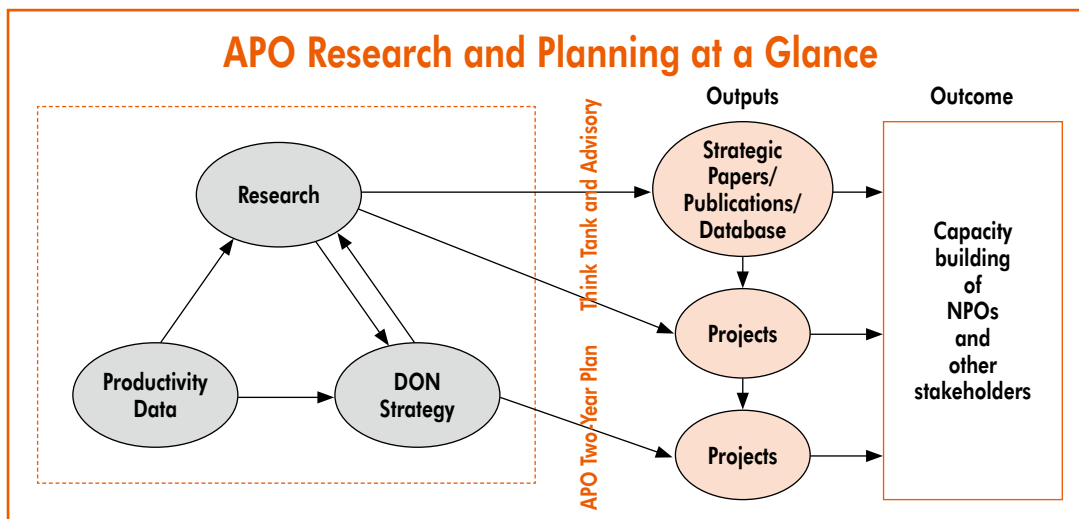 APO Research and Planning at a Glance
Outputs
Outcome
Research
Productivity
Data
DON
Strategy
Think Tank and Advisory
APO Two-Year Plan
Strategic
Papers/
Publications/
Database
Projects
Projects
Capacity
building
of
NPOs
and
other
stakeholders